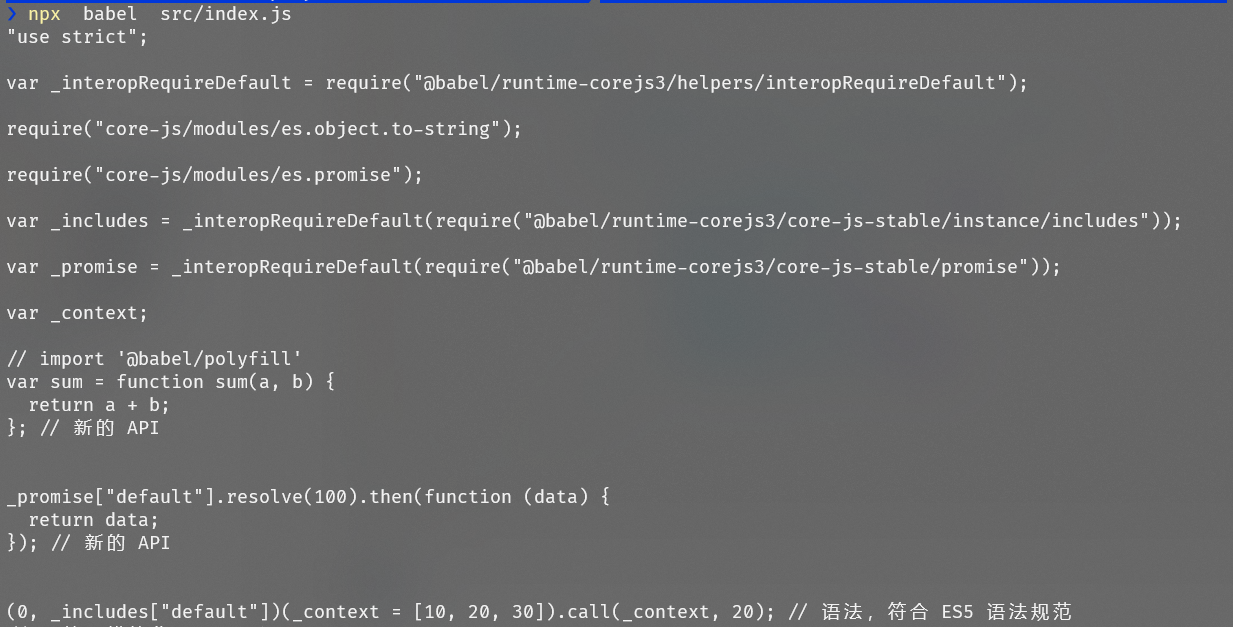 ❯ npx  babel  src/index.js
"use strict";
var _interopRequireDefault = require("@babel/runtime-corejs3/helpers/interopRequireDefault");
require("core-js/modules/es.object.to-string");
require("core-js/modules/es.promise");
var _includes = _interopRequireDefault(require("@babel/runtime-corejs3/core-js-stable/instance/includes"));
var _promise = _interopRequireDefault(require("@babel/runtime-corejs3/core-js-stable/promise"));
var _context;
// import '@babel/polyfill'
var sum = function sum(a, b) {
  return a + b;
}; // 新的 API
_promise["default"].resolve(100).then(function (data) {
  return data;
}); // 新的 API
(0, _includes["default"])(_context = [10, 20, 30]).call(_context, 20); // 语法，符合 ES5 语法规范